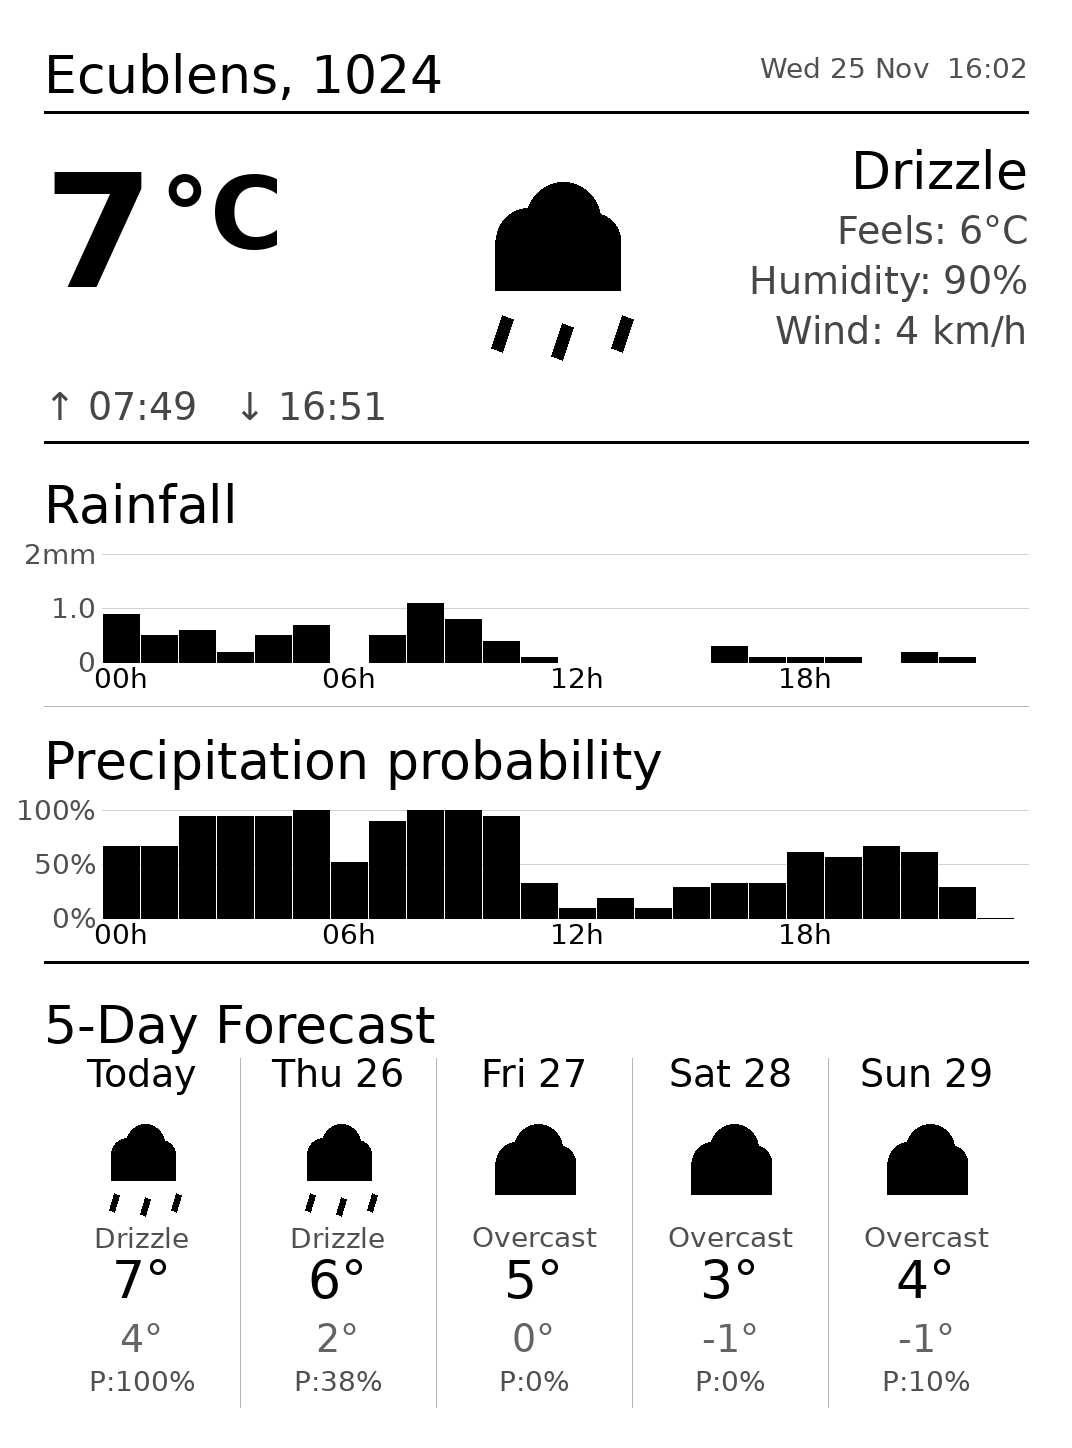 Ecublens, 1024
Wed 25 Nov  16:02
7°C
Drizzle
Feels: 6°C
Humidity: 90%
Wind: 4 km/h
↑ 07:49  ↓ 16:51
Rainfall
2mm
1.0
0
00h 06h 12h 18h
Precipitation probability
100%
50%
0%
00h 06h 12h 18h
5-Day Forecast
Today Thu 26 Fri 27 Sat 28 Sun 29
Drizzle Drizzle Overcast Overcast Overcast
7° 6° 5° 3° 4°
4° 2° 0° -1° -1°
P:100% P:38% P:0% P:0% P:10%